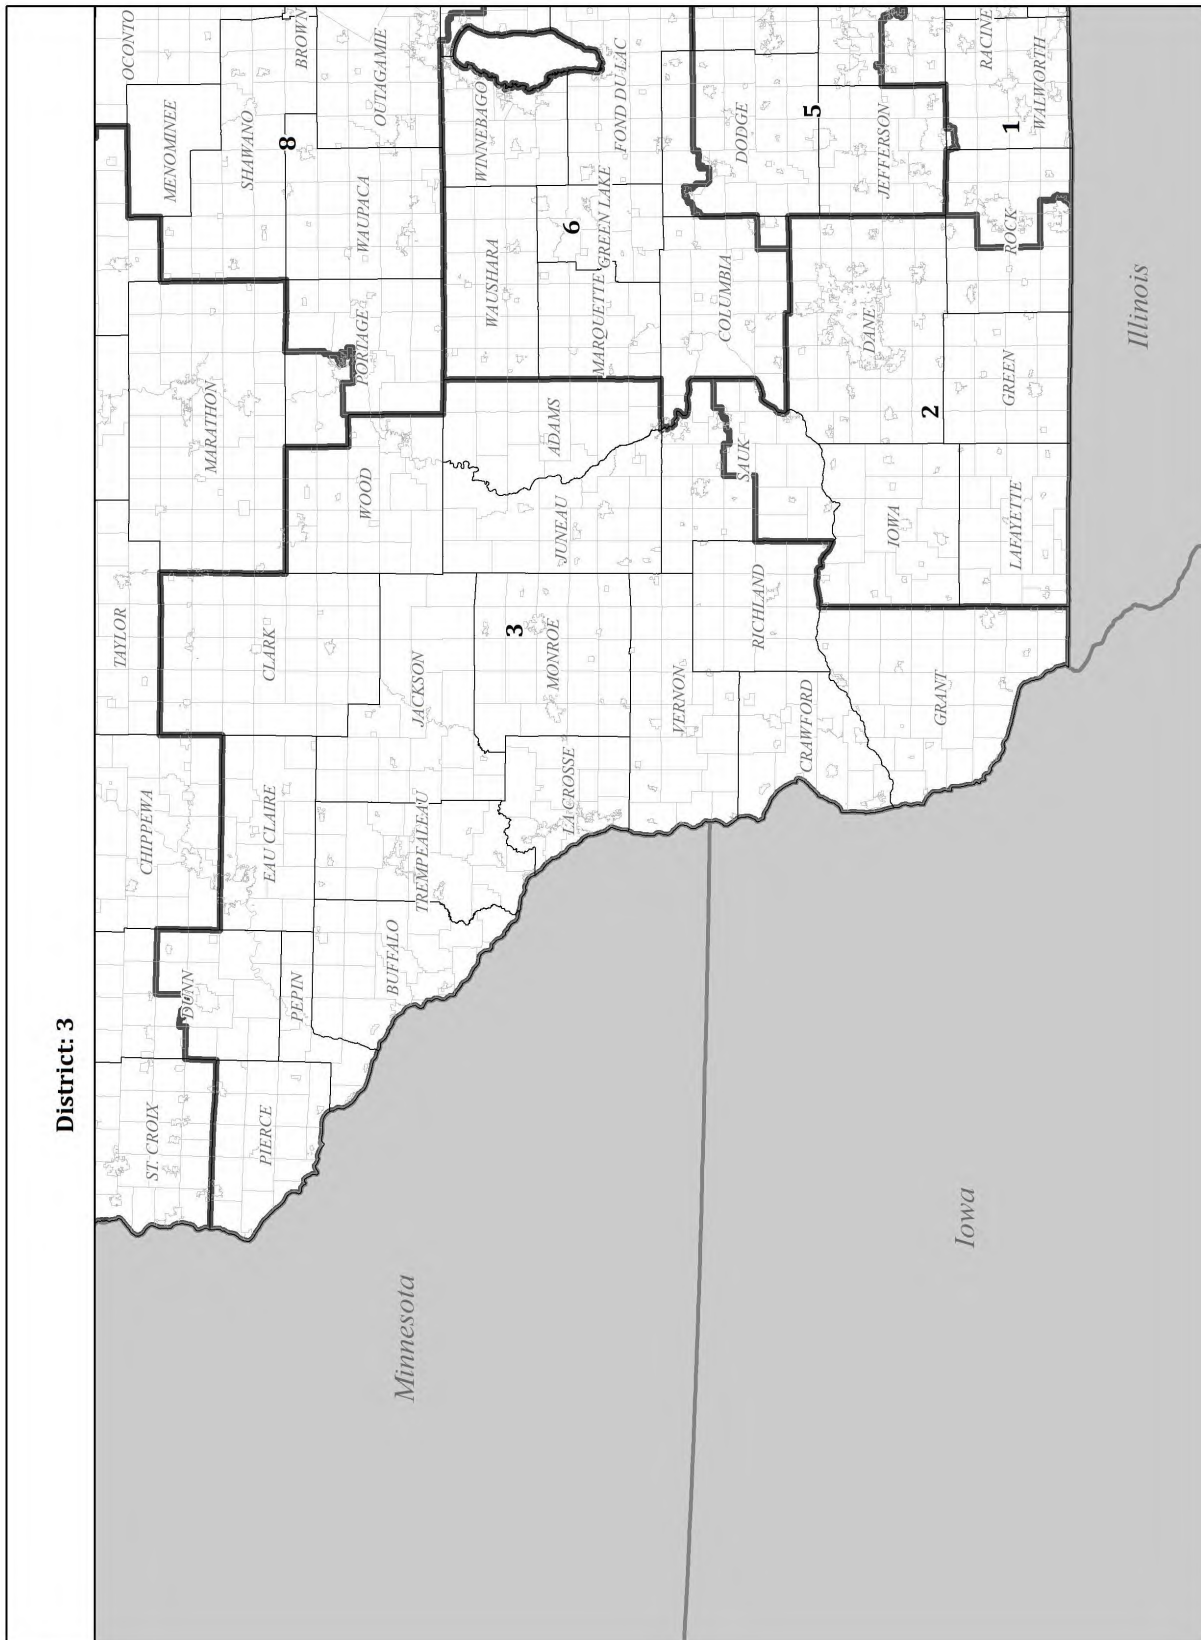 District: 3
ST. CROIX
DUNN
CHIPPEWA
TAYLOR
MENOMINEE
OCONTO
PIERCE
PEPIN
EAU CLAIRE
CLARK
MARATHON
SHAWANO
BROWN
8
BUFFALO
TREMPEALEAU
JACKSON
WOOD
PORTAGE
WAUPACA
OUTAGAMIE
Minnesota
LA CROSSE
MONROE
3
JUNEAU
ADAMS
WAUSHARA
WINNEBAGO
6
MARQUETTE
GREEN LAKE
FOND DU LAC
VERNON
RICHLAND
SAUK
COLUMBIA
DODGE
5
CRAWFORD
GRANT
IOWA
DANE
JEFFERSON
2
LAFAYETTE
GREEN
ROCK
WALWORTH
1
RACINE
Iowa
Illinois